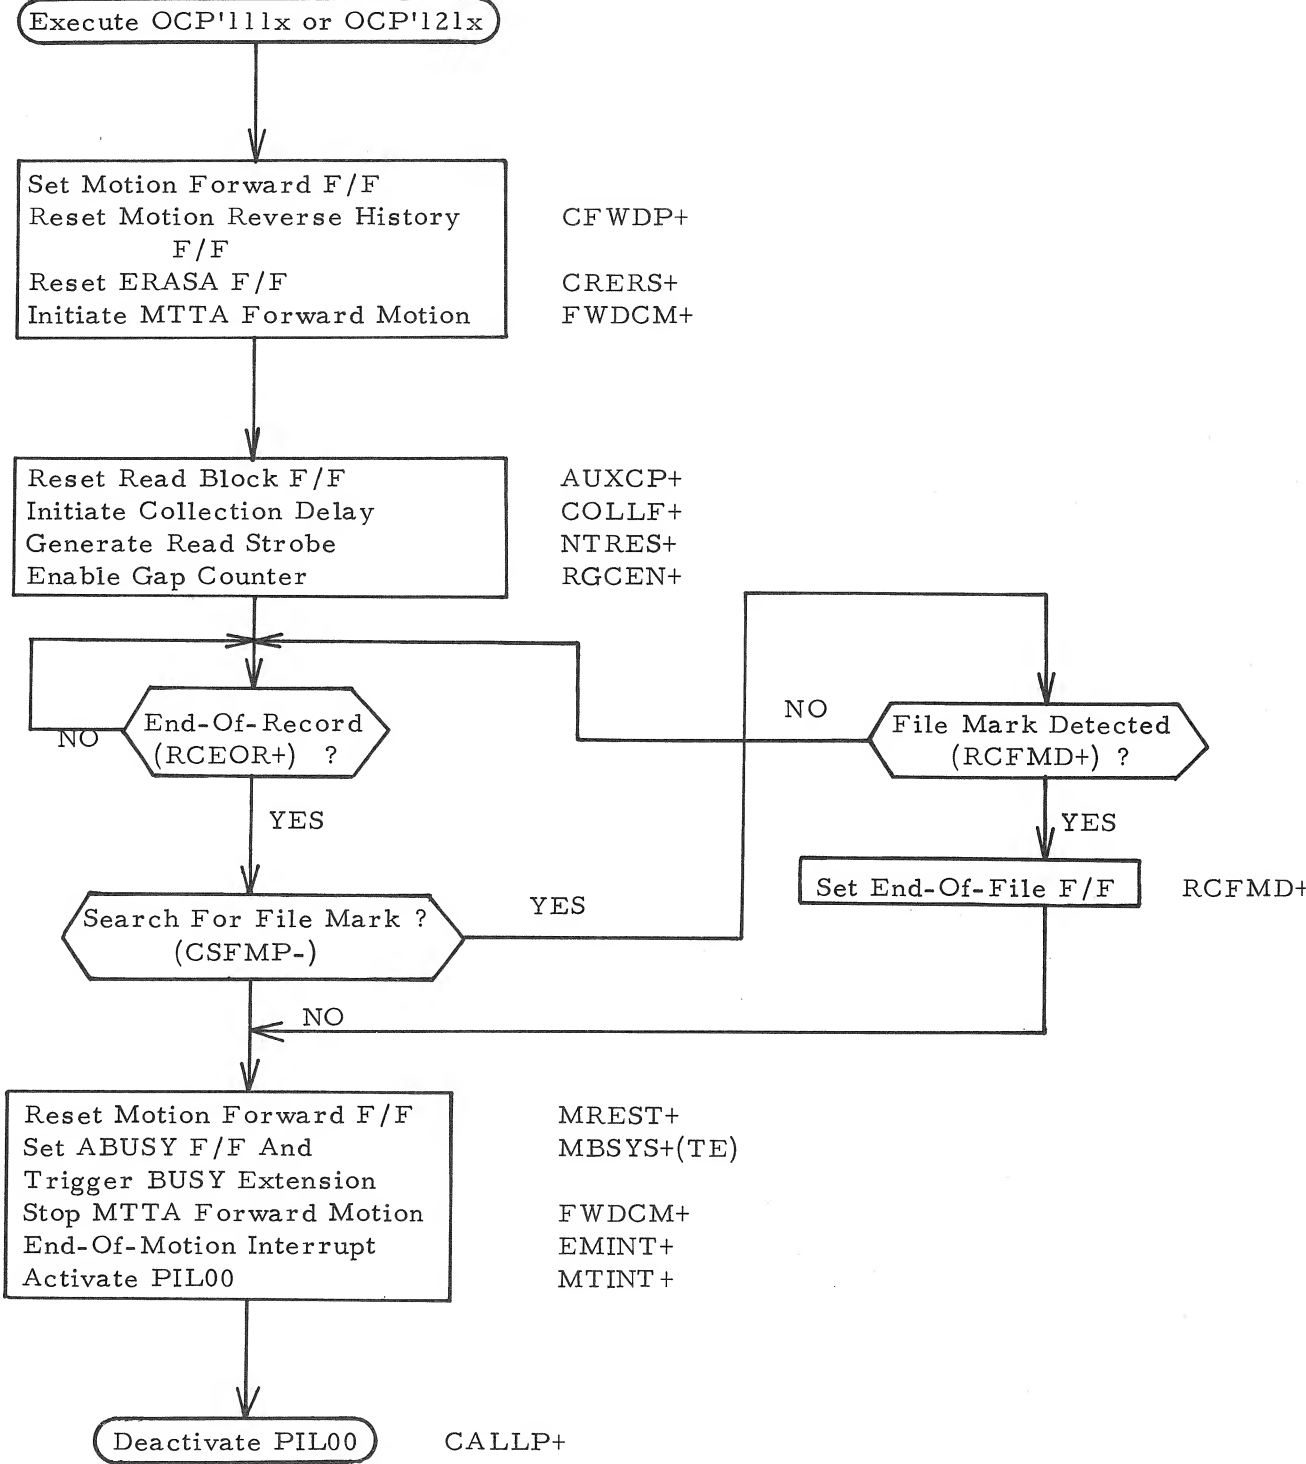 Execute OCP'111x or OCP'121x
Set Motion Forward F/F
Reset Motion Reverse History CFWDP+
F/F
Reset ERASA F/F CRERS+
Initiate MTTA Forward Motion FWDCM+
Reset Read Block F/F AUXCP+
Initiate Collection Delay COLLF+
Generate Read Strobe NTRES+
Enable Gap Counter RGCEN+
End-Of-Record
(RCEOR+) ?
NO
YES
Search For File Mark ?
(CSFMP-)
YES
NO
File Mark Detected
(RCFMD+) ?
NO
YES
Set End-Of-File F/F RCFMD+
Reset Motion Forward F/F MREST+
Set ABUSY F/F And MBSYS+(TE)
Trigger BUSY Extension
Stop MTTA Forward Motion FWDCM+
End-Of-Motion Interrupt EMINT+
Activate PIL00 MTINT+
Deactivate PIL00 CALLP+